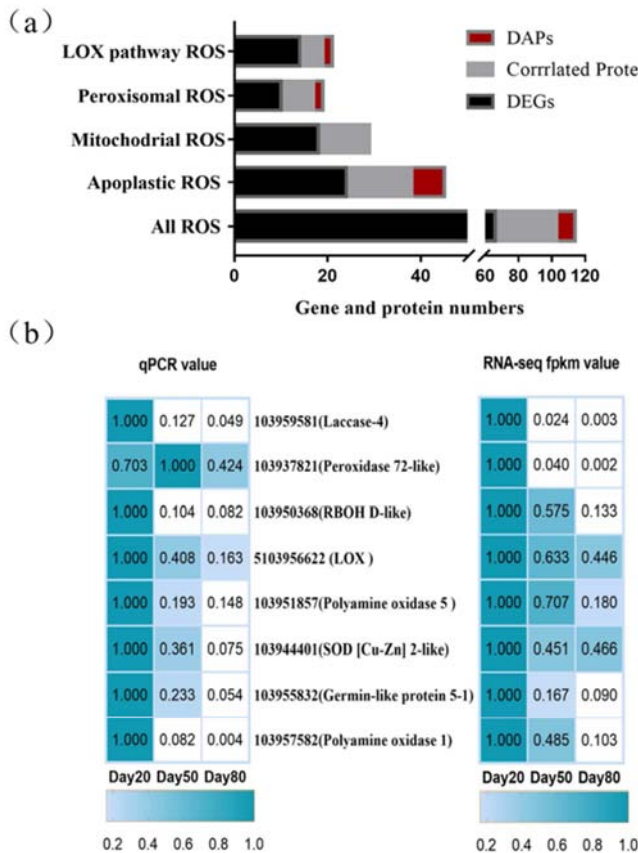 (a)
LOX pathway ROS
Peroxisomal ROS
Mitochodrial ROS
Apoplastic ROS
All ROS
DAPs
Corrrlated Prote
DEGs
0 20 40 60 80 100 120
Gene and protein numbers
(b)
qPCR value
RNA-seq fpkm value
1.000 0.127 0.049 103959581(Laccase-4) 1.000 0.024 0.003
0.703 1.000 0.424 103937821(Peroxidase 72-like) 1.000 0.040 0.002
1.000 0.104 0.082 103950368(RBOH D-like) 1.000 0.575 0.133
1.000 0.408 0.163 5103956622 (LOX ) 1.000 0.633 0.446
1.000 0.193 0.148 103951857(Polyamine oxidase 5 ) 1.000 0.707 0.180
1.000 0.361 0.075 103944401(SOD [Cu-Zn] 2-like) 1.000 0.451 0.466
1.000 0.233 0.054 103955832(Germin-like protein 5-1) 1.000 0.167 0.090
1.000 0.082 0.004 103957582(Polyamine oxidase 1) 1.000 0.485 0.103
Day20 Day50 Day80 Day20 Day50 Day80
0.2 0.4 0.6 0.8 1.0 0.2 0.4 0.6 0.8 1.0